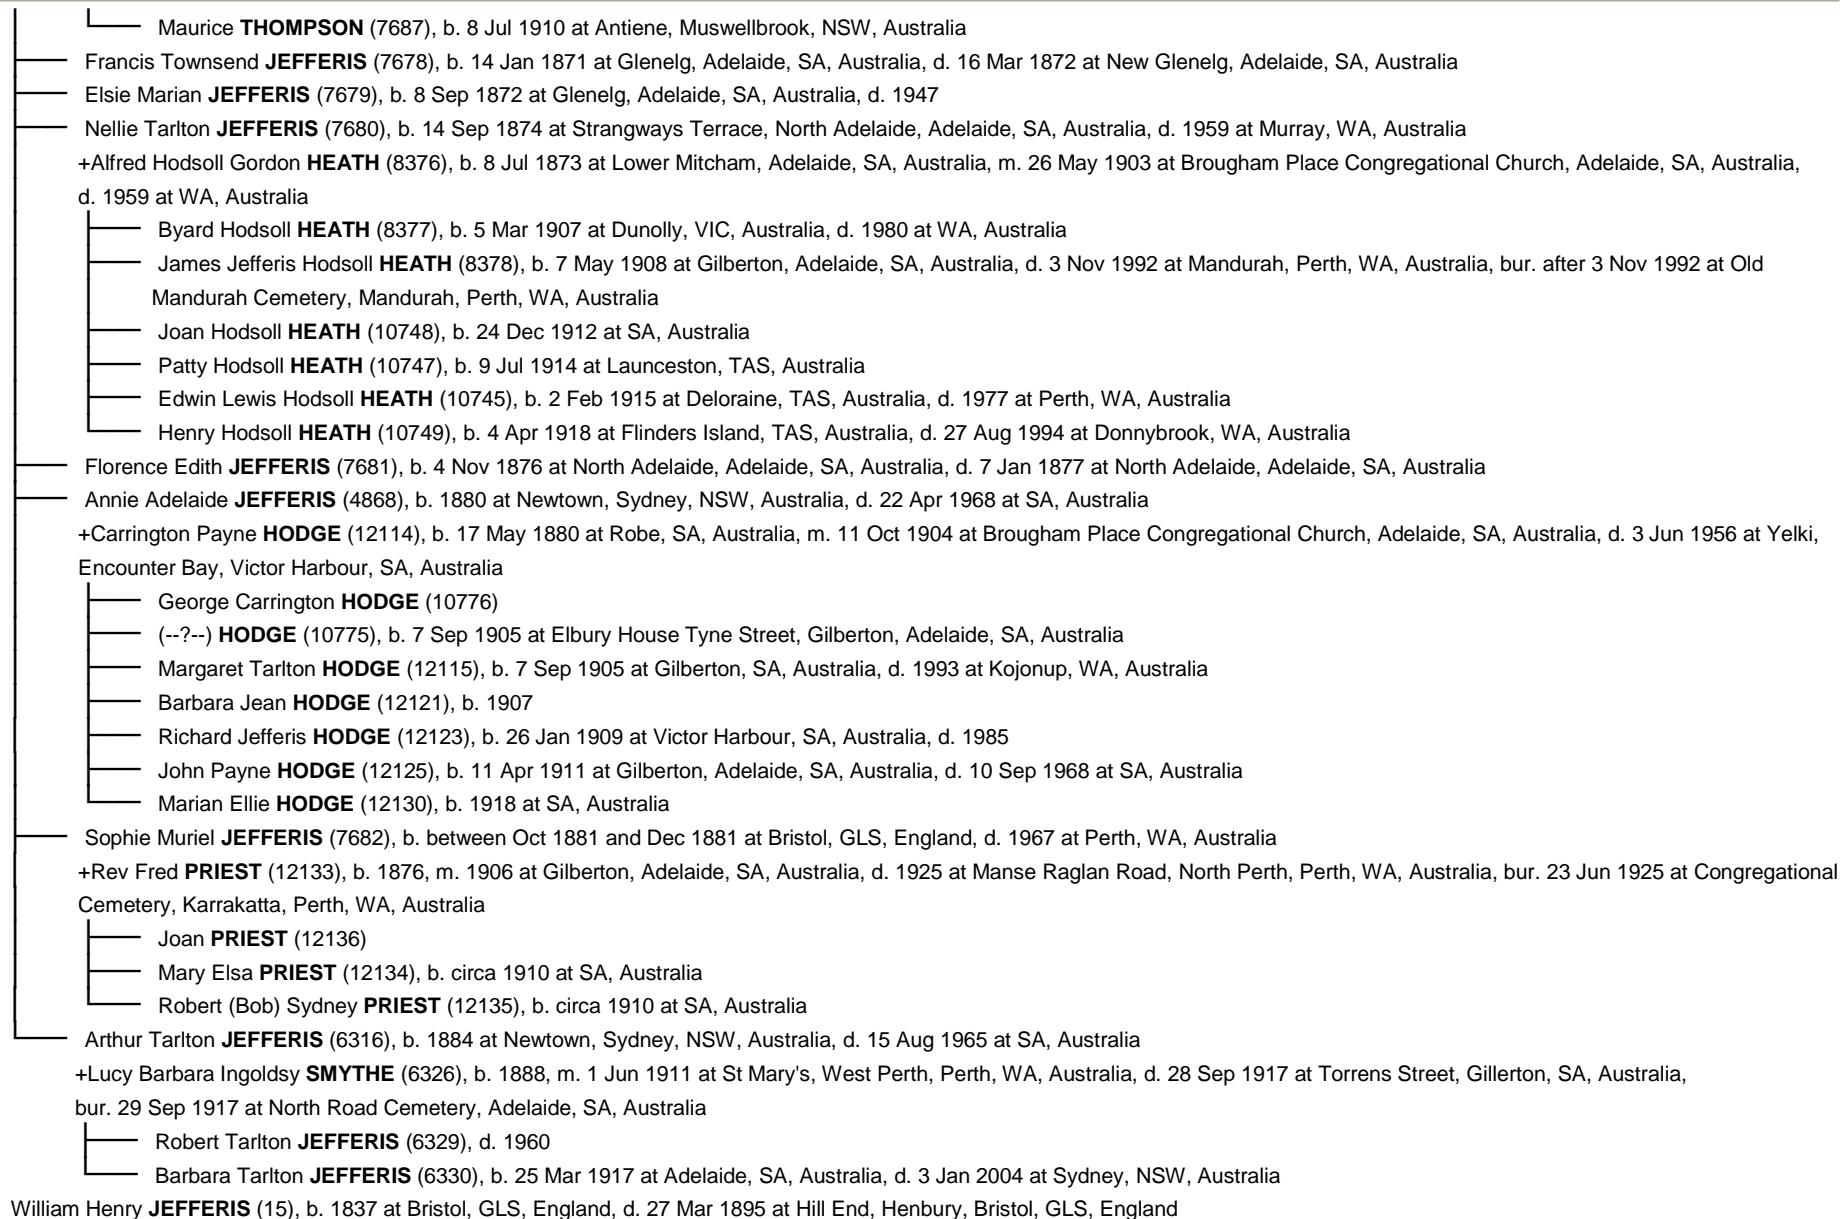 Maurice THOMPSON (7687), b. 8 Jul 1910 at Antiene, Muswellbrook, NSW, Australia
Francis Townsend JEFFERIS (7678), b. 14 Jan 1871 at Glenelg, Adelaide, SA, Australia, d. 16 Mar 1872 at New Glenelg, Adelaide, SA, Australia
Elsie Marian JEFFERIS (7679), b. 8 Sep 1872 at Glenelg, Adelaide, SA, Australia, d. 1947
Nellie Tarlton JEFFERIS (7680), b. 14 Sep 1874 at Strangways Terrace, North Adelaide, Adelaide, SA, Australia, d. 1959 at Murray, WA, Australia
+Alfred Hodsoll Gordon HEATH (8376), b. 8 Jul 1873 at Lower Mitcham, Adelaide, SA, Australia, m. 26 May 1903 at Brougham Place Congregational Church, Adelaide, SA, Australia,
d. 1959 at WA, Australia
Byard Hodsoll HEATH (8377), b. 5 Mar 1907 at Dunolly, VIC, Australia, d. 1980 at WA, Australia
James Jefferis Hodsoll HEATH (8378), b. 7 May 1908 at Gilberton, Adelaide, SA, Australia, d. 3 Nov 1992 at Mandurah, Perth, WA, Australia, bur. after 3 Nov 1992 at Old
Mandurah Cemetery, Mandurah, Perth, WA, Australia
Joan Hodsoll HEATH (10748), b. 24 Dec 1912 at SA, Australia
Patty Hodsoll HEATH (10747), b. 9 Jul 1914 at Launceston, TAS, Australia
Edwin Lewis Hodsoll HEATH (10745), b. 2 Feb 1915 at Deloraine, TAS, Australia, d. 1977 at Perth, WA, Australia
Henry Hodsoll HEATH (10749), b. 4 Apr 1918 at Flinders Island, TAS, Australia, d. 27 Aug 1994 at Donnybrook, WA, Australia
Florence Edith JEFFERIS (7681), b. 4 Nov 1876 at North Adelaide, Adelaide, SA, Australia, d. 7 Jan 1877 at North Adelaide, Adelaide, SA, Australia
Annie Adelaide JEFFERIS (4868), b. 1880 at Newtown, Sydney, NSW, Australia, d. 22 Apr 1968 at SA, Australia
+Carrington Payne HODGE (12114), b. 17 May 1880 at Robe, SA, Australia, m. 11 Oct 1904 at Brougham Place Congregational Church, Adelaide, SA, Australia, d. 3 Jun 1956 at Yelki,
Encounter Bay, Victor Harbour, SA, Australia
George Carrington HODGE (10776)
(--?--) HODGE (10775), b. 7 Sep 1905 at Elbury House Tyne Street, Gilberton, Adelaide, SA, Australia
Margaret Tarlton HODGE (12115), b. 7 Sep 1905 at Gilberton, SA, Australia, d. 1993 at Kojonup, WA, Australia
Barbara Jean HODGE (12121), b. 1907
Richard Jefferis HODGE (12123), b. 26 Jan 1909 at Victor Harbour, SA, Australia, d. 1985
John Payne HODGE (12125), b. 11 Apr 1911 at Gilberton, Adelaide, SA, Australia, d. 10 Sep 1968 at SA, Australia
Marian Ellie HODGE (12130), b. 1918 at SA, Australia
Sophie Muriel JEFFERIS (7682), b. between Oct 1881 and Dec 1881 at Bristol, GLS, England, d. 1967 at Perth, WA, Australia
+Rev Fred PRIEST (12133), b. 1876, m. 1906 at Gilberton, Adelaide, SA, Australia, d. 1925 at Manse Raglan Road, North Perth, Perth, WA, Australia, bur. 23 Jun 1925 at Congregational
Cemetery, Karrakatta, Perth, WA, Australia
Joan PRIEST (12136)
Mary Elsa PRIEST (12134), b. circa 1910 at SA, Australia
Robert (Bob) Sydney PRIEST (12135), b. circa 1910 at SA, Australia
Arthur Tarlton JEFFERIS (6316), b. 1884 at Newtown, Sydney, NSW, Australia, d. 15 Aug 1965 at SA, Australia
+Lucy Barbara Ingoldsy SMYTHE (6326), b. 1888, m. 1 Jun 1911 at St Mary's, West Perth, Perth, WA, Australia, d. 28 Sep 1917 at Torrens Street, Gillerton, SA, Australia,
bur. 29 Sep 1917 at North Road Cemetery, Adelaide, SA, Australia
Robert Tarlton JEFFERIS (6329), d. 1960
Barbara Tarlton JEFFERIS (6330), b. 25 Mar 1917 at Adelaide, SA, Australia, d. 3 Jan 2004 at Sydney, NSW, Australia
William Henry JEFFERIS (15), b. 1837 at Bristol, GLS, England, d. 27 Mar 1895 at Hill End, Henbury, Bristol, GLS, England